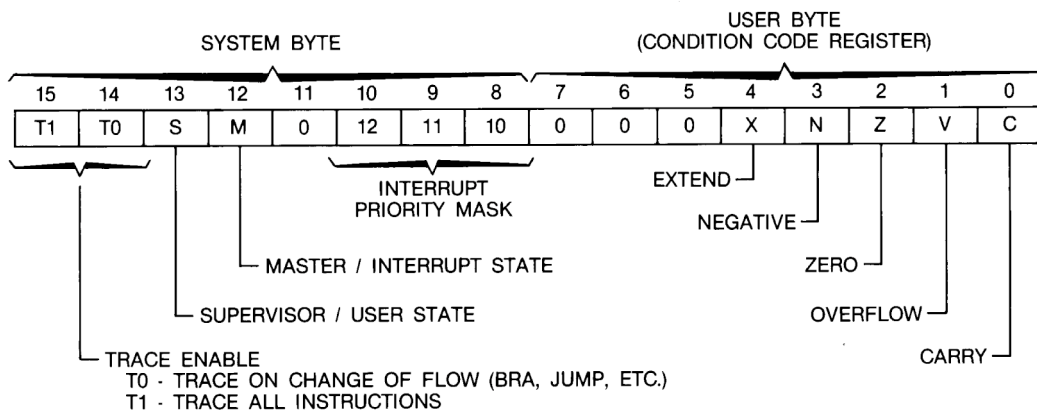 USER BYTE
SYSTEM BYTE (CONDITION CODE REGISTER)
15 14 13 12 11 10 9 8 7 6 5 4 3 2 1 0
T1 T0 S M 0 12 11 10 0 0 0 X N Z V C
INTERRUPT
PRIORITY MASK
EXTEND
NEGATIVE
MASTER / INTERRUPT STATE
ZERO
SUPERVISOR / USER STATE
OVERFLOW
TRACE ENABLE
CARRY
T0 - TRACE ON CHANGE OF FLOW (BRA, JUMP, ETC.)
T1 - TRACE ALL INSTRUCTIONS